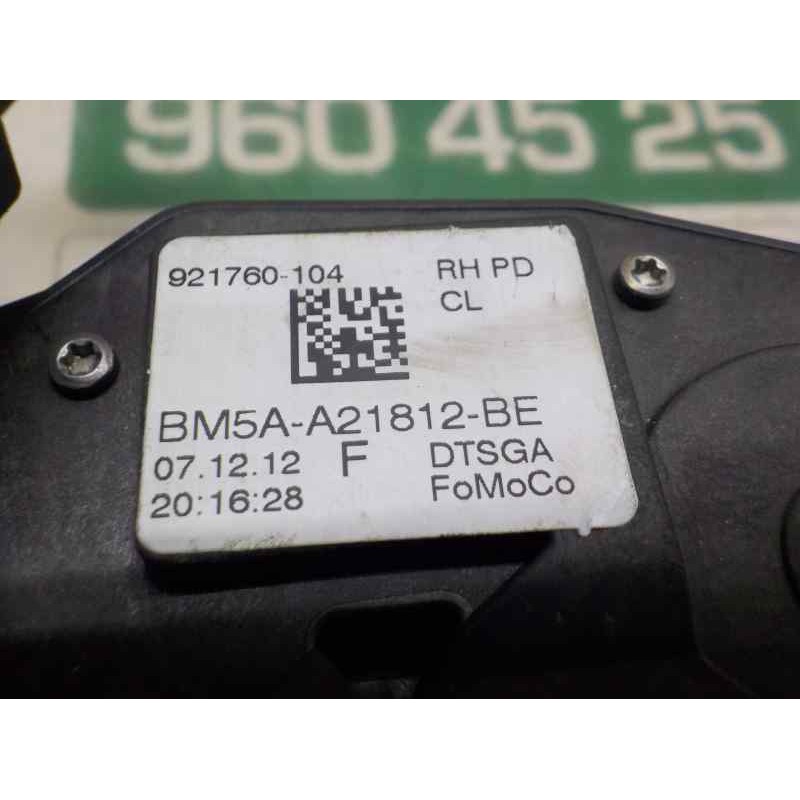 960 45 25
921760-104 RH PD
CL
BM5A-A21812-BE
07.12.12 F DTSGA
20:16:28 FoMoCo